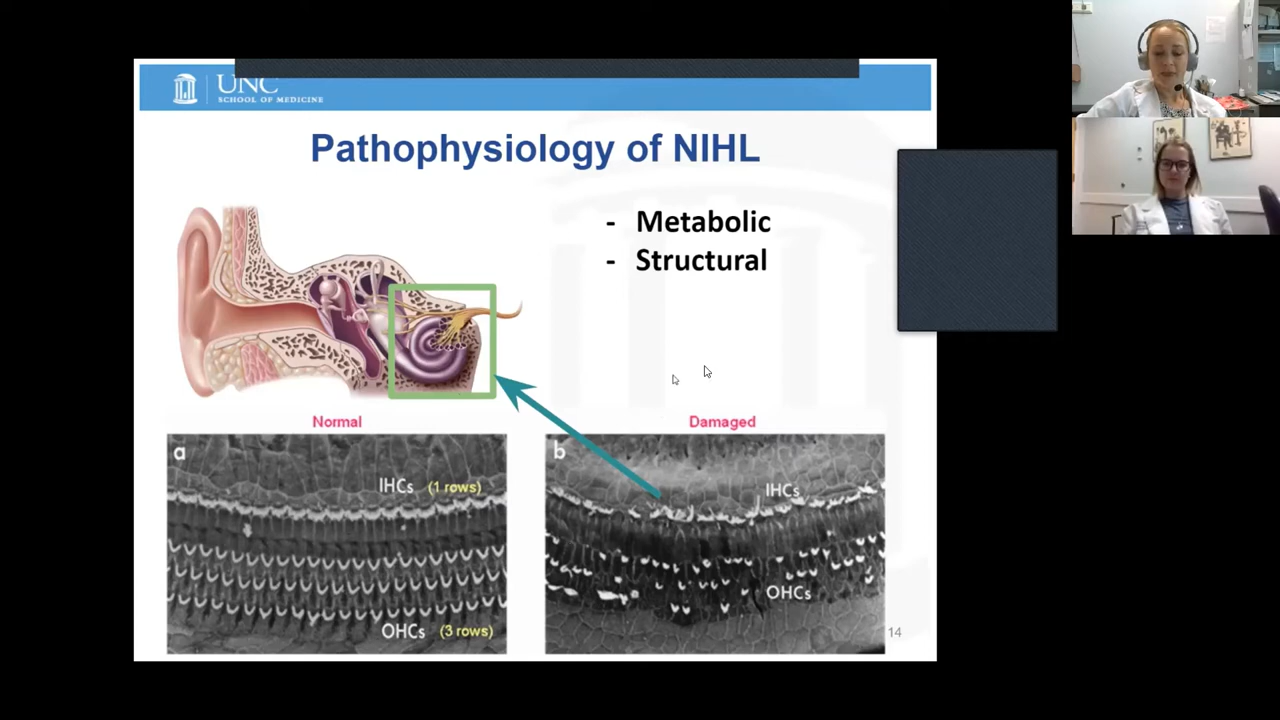 UNC
SCHOOL OF MEDICINE
Pathophysiology of NIHL
- Metabolic
- Structural
Normal
Damaged
a
IHCs (1 rows)
OHCs (3 rows)
b
IHCs
OHCs
14